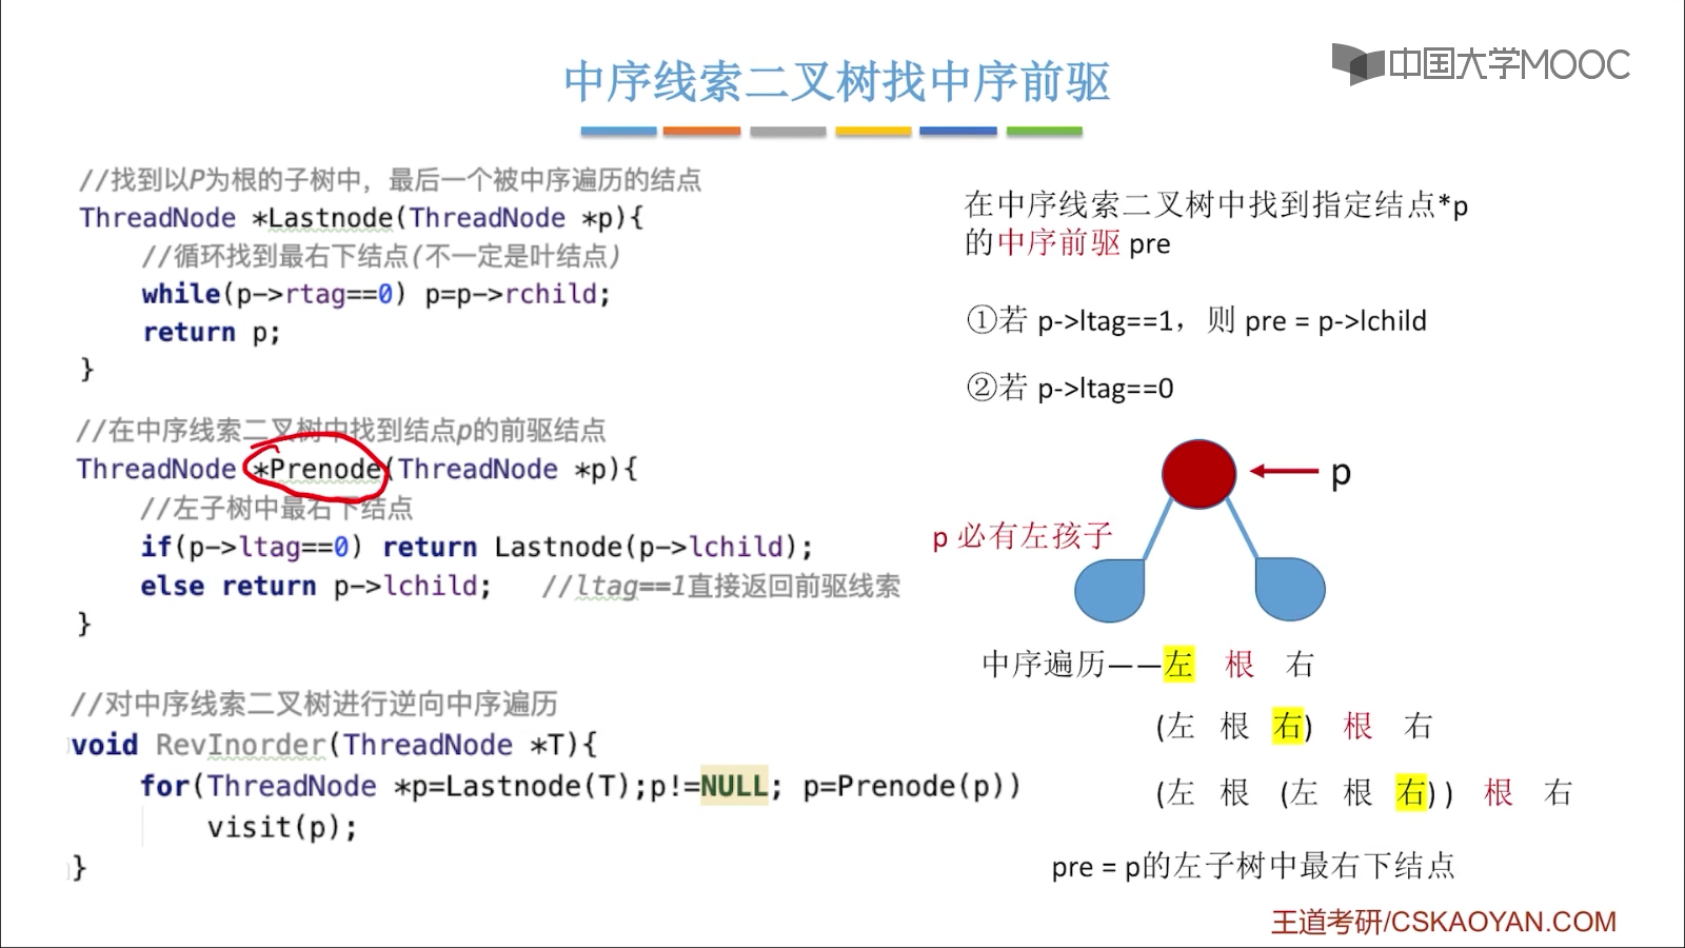 中国大学MOOC
中序线索二叉树找中序前驱
//找到以P为根的子树中，最后一个被中序遍历的结点
ThreadNode *Lastnode(ThreadNode *p){
//循环找到最右下结点(不一定是叶结点)
while(p->rtag==0) p=p->rchild;
return p;
}
//在中序线索二叉树中找到结点p的前驱结点
ThreadNode *Prenode(ThreadNode *p){
//左子树中最右下结点
if(p->ltag==0) return Lastnode(p->lchild);
else return p->lchild; //ltag==1直接返回前驱线索
}
//对中序线索二叉树进行逆向中序遍历
void RevInorder(ThreadNode *T){
for(ThreadNode *p=Lastnode(T);p!=NULL; p=Prenode(p))
visit(p);
}
在中序线索二叉树中找到指定结点*p
的中序前驱 pre
①若 p->ltag==1，则 pre = p->lchild
②若 p->ltag==0
p
p 必有左孩子
中序遍历——左 根 右
(左 根 右) 根 右
(左 根 (左 根 右)) 根 右
pre = p的左子树中最右下结点
王道考研/CSKAOYAN.COM